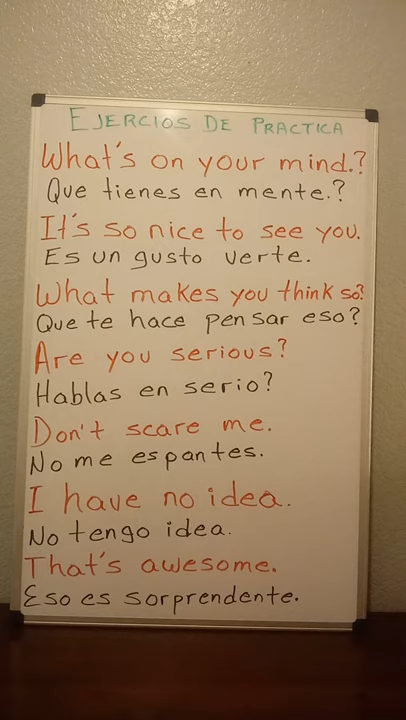 EJERCIOS DE PRACTICA
What's on your mind.?
Que tienes en mente.?
It's so nice to see you.
Es un gusto verte.
What makes you think so?
Que te hace pensar eso?
Are you serious?
Hablas en serio?
Don't scare me.
No me espantes.
I have no idea.
No tengo idea.
That's awesome.
Eso es sorprendente.